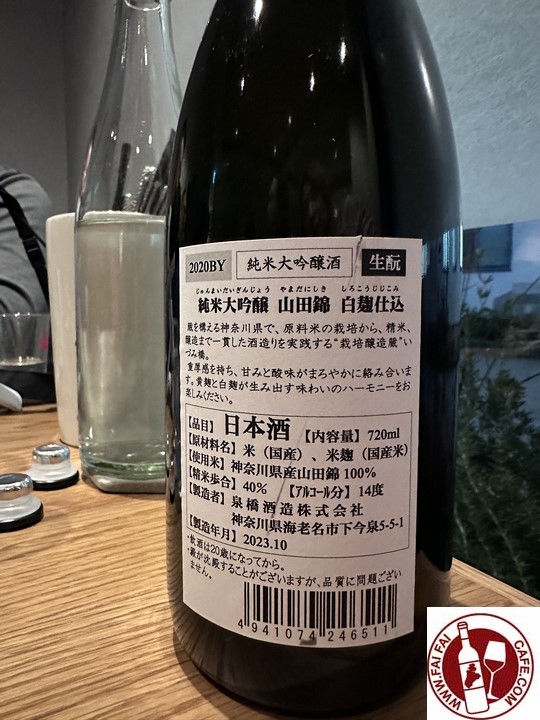 2020BY 純米大吟醸酒 生酛
じゅんまいだいぎんじょう やまだにしき しろこうじじこみ
純米大吟醸 山田錦 白麹仕込
蔵を構える神奈川県で、原料米の栽培から、精米、
醸造まで一貫した酒造りを実践する“栽培醸造蔵”い
づみ橋。
重厚感を持ち、甘みと酸味がまろやかに絡み合いま
す。黄麹と白麹が生み出す味わいのハーモニーをお
楽しみください。
【品目】日本酒 【内容量】720ml
【原材料名】米（国産）、米麹（国産米）
【使用米】神奈川県産山田錦 100%
【精米歩合】40% 【アルコール分】14度
【製造者】泉橋酒造株式会社
神奈川県海老名市下今泉5-5-1
【製造年月】2023.10
・飲酒は20歳になってから。
・澱が沈殿することがございますが、品質に問題ござい
ません。
4941074246511
WWW.FAIFAICAFE.COM